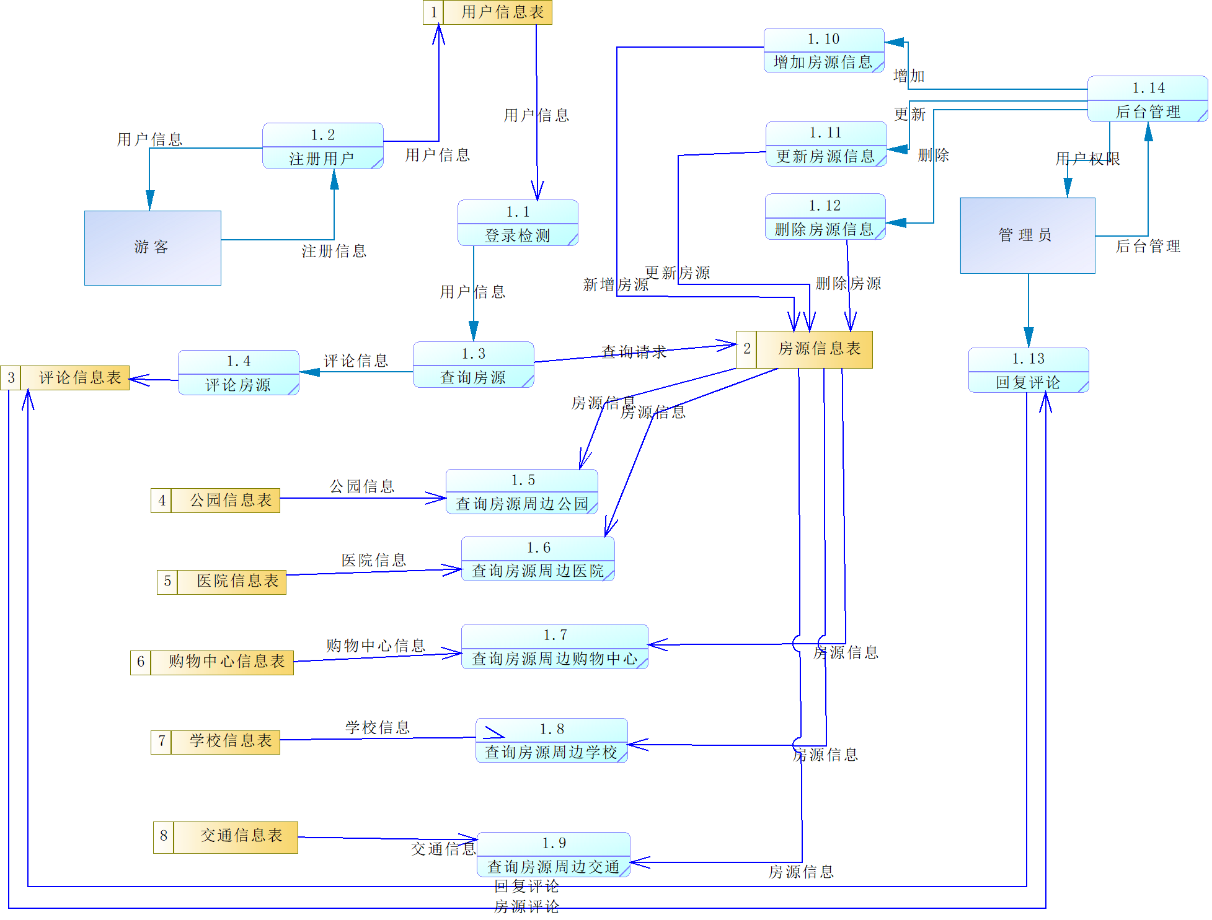 1 用户信息表
1.10
增加房源信息
增加
1.14
后台管理
用户信息
更新
1.2
注册用户
用户信息
用户信息
1.11
更新房源信息
删除
用户权限
1.12
删除房源信息
1.1
登录检测
游客
注册信息
管理员
后台管理
用户信息
新增房源
更新房源
删除房源
查询请求
2 房源信息表
1.3
查询房源
评论信息
1.4
评论房源
3 评论信息表
1.13
回复评论
房源信息
房源信息
1.5
查询房源周边公园
公园信息
4 公园信息表
1.6
查询房源周边医院
医院信息
5 医院信息表
1.7
查询房源周边购物中心
购物中心信息
6 购物中心信息表
房源信息
1.8
查询房源周边学校
学校信息
7 学校信息表
房源信息
8 交通信息表
交通信息
1.9
查询房源周边交通
房源信息
回复评论
房源评论